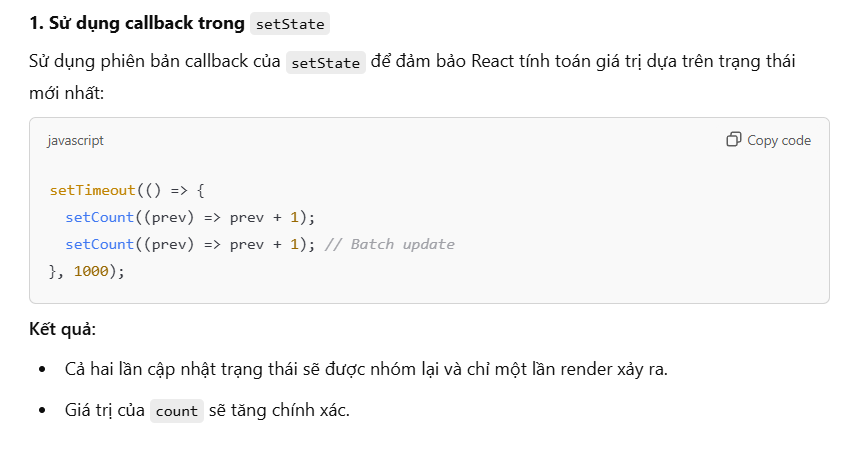 1. Sử dụng callback trong setState
Sử dụng phiên bản callback của setState để đảm bảo React tính toán giá trị dựa trên trạng thái
mới nhất:
javascript
Copy code
setTimeout(() => {
  setCount((prev) => prev + 1);
  setCount((prev) => prev + 1); // Batch update
}, 1000);
Kết quả:
• Cả hai lần cập nhật trạng thái sẽ được nhóm lại và chỉ một lần render xảy ra.
• Giá trị của count sẽ tăng chính xác.